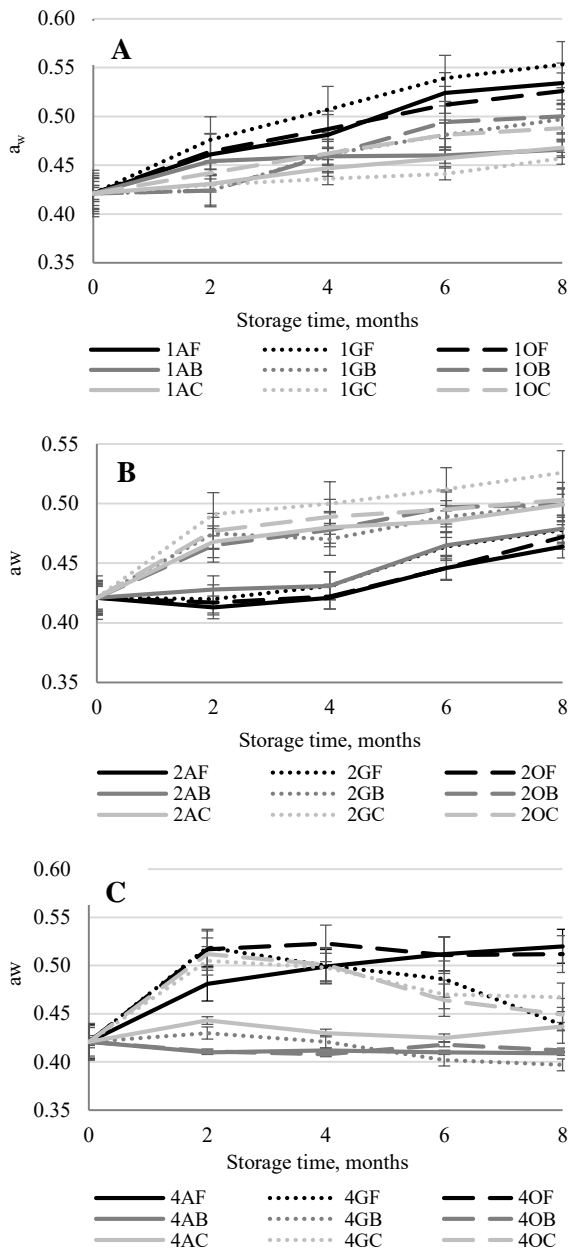 0.60
A
0.55
0.50
aw
0.45
0.40
0.35
0 2 4 6 8
Storage time, months
1AF 1GF 1OF
1AB 1GB 1OB
1AC 1GC 1OC
0.55
B
0.50
aw
0.45
0.40
0.35
0 2 4 6 8
Storage time, months
2AF 2GF 2OF
2AB 2GB 2OB
2AC 2GC 2OC
0.60
C
0.55
0.50
aw
0.45
0.40
0.35
0 2 4 6 8
Storage time, months
4AF 4GF 4OF
4AB 4GB 4OB
4AC 4GC 4OC